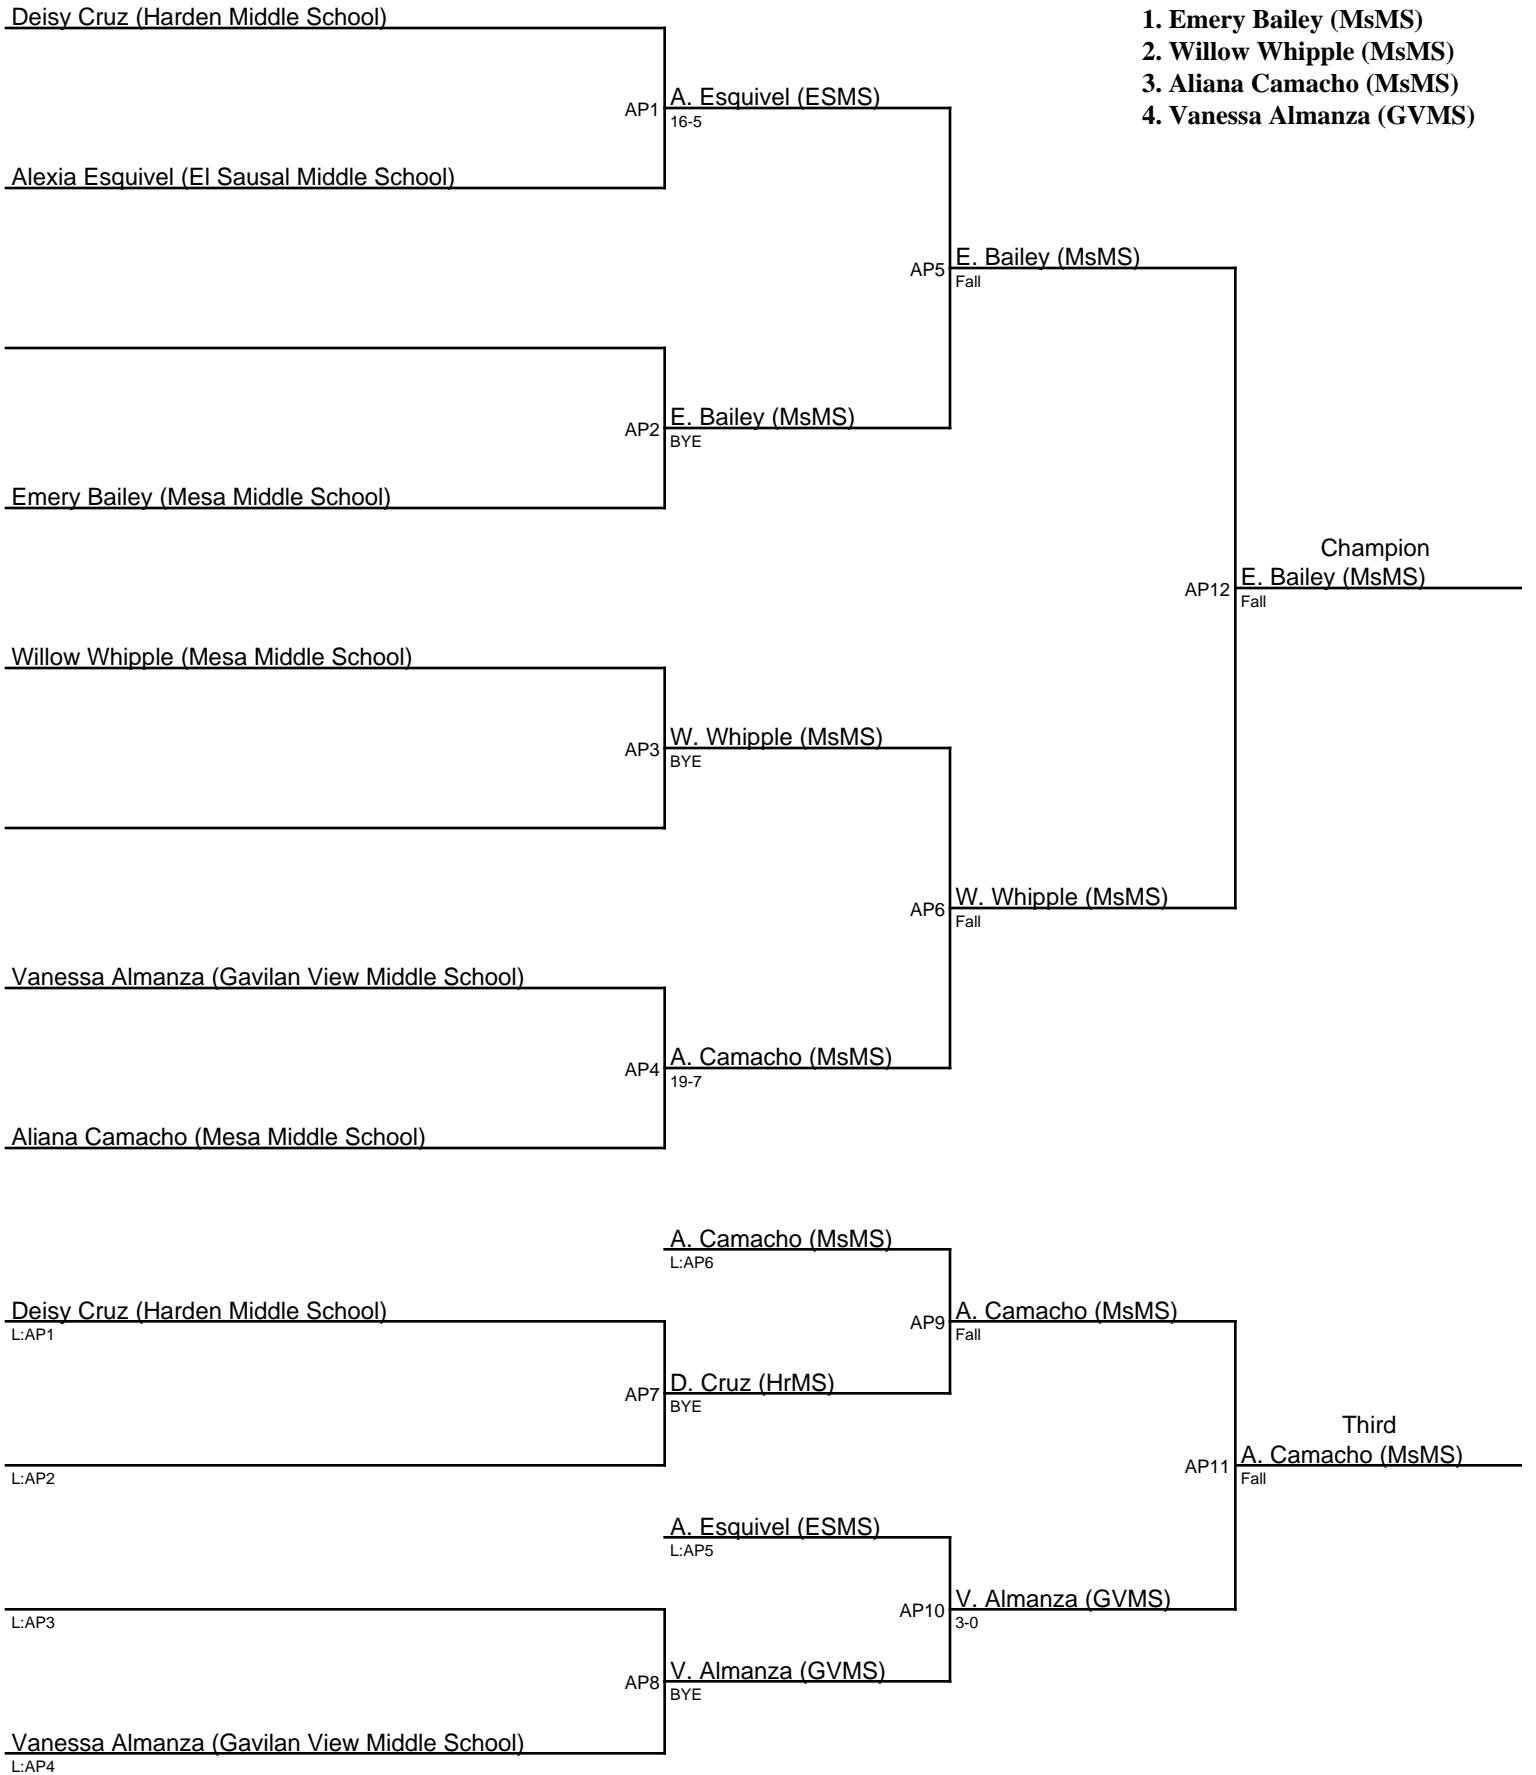 Deisy Cruz (Harden Middle School)
1. Emery Bailey (MsMS)
2. Willow Whipple (MsMS)
3. Aliana Camacho (MsMS)
4. Vanessa Almanza (GVMS)
AP1
A. Esquivel (ESMS)
16-5
Alexia Esquivel (El Sausal Middle School)
AP5
E. Bailey (MsMS)
Fall
AP2
E. Bailey (MsMS)
BYE
Emery Bailey (Mesa Middle School)
Champion
AP12
E. Bailey (MsMS)
Fall
Willow Whipple (Mesa Middle School)
AP3
W. Whipple (MsMS)
BYE
AP6
W. Whipple (MsMS)
Fall
Vanessa Almanza (Gavilan View Middle School)
AP4
A. Camacho (MsMS)
19-7
Aliana Camacho (Mesa Middle School)
A. Camacho (MsMS)
L:AP6
Deisy Cruz (Harden Middle School)
L:AP1
AP9
A. Camacho (MsMS)
Fall
AP7
D. Cruz (HrMS)
BYE
Third
AP11
A. Camacho (MsMS)
Fall
L:AP2
A. Esquivel (ESMS)
L:AP5
AP10
V. Almanza (GVMS)
3-0
L:AP3
AP8
V. Almanza (GVMS)
BYE
Vanessa Almanza (Gavilan View Middle School)
L:AP4